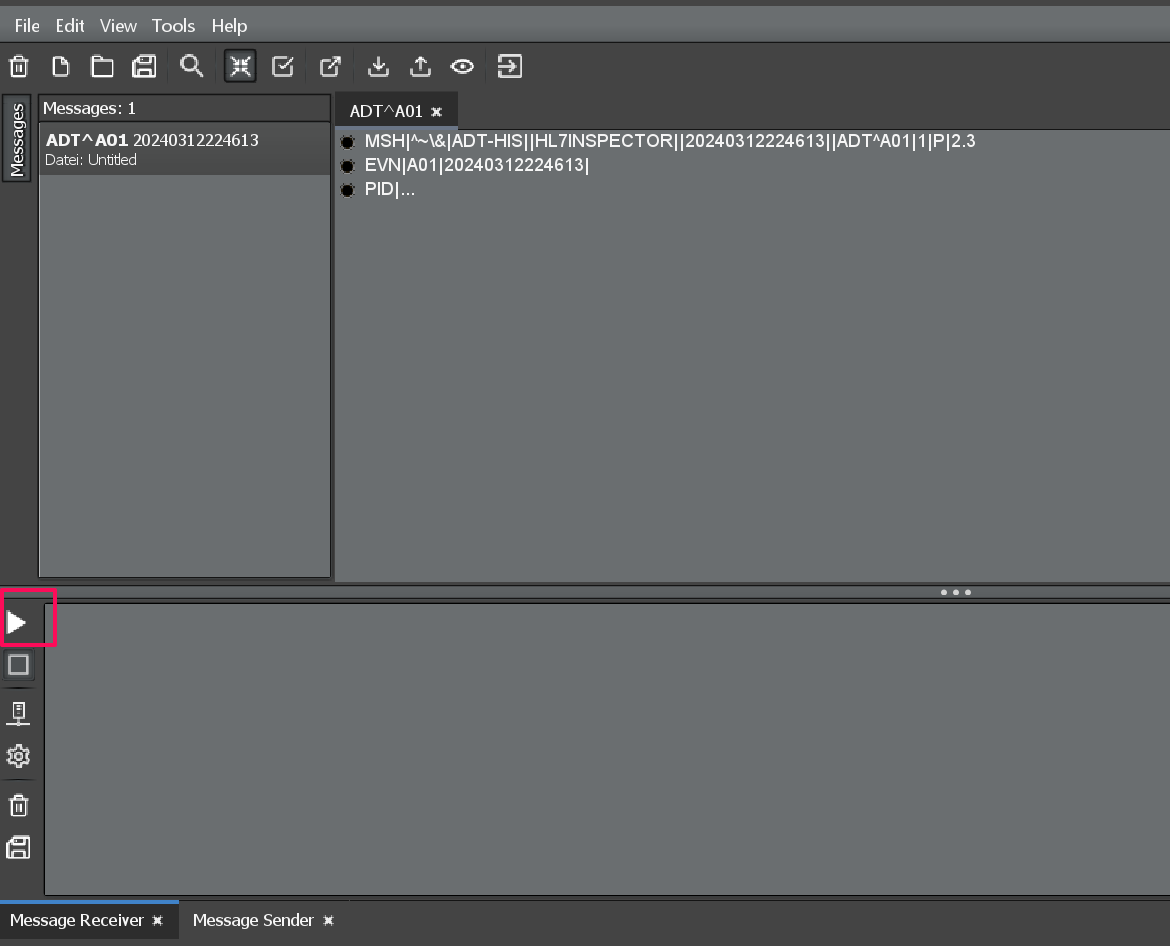 File Edit View Tools Help
Messages
Messages: 1
ADT^A01 20240312224613
Datei: Untitled
ADT^A01
MSH|^~\&|ADT-HIS||HL7INSPECTOR||20240312224613||ADT^A01|1|P|2.3
EVN|A01|20240312224613|
PID|...
Message Receiver
Message Sender